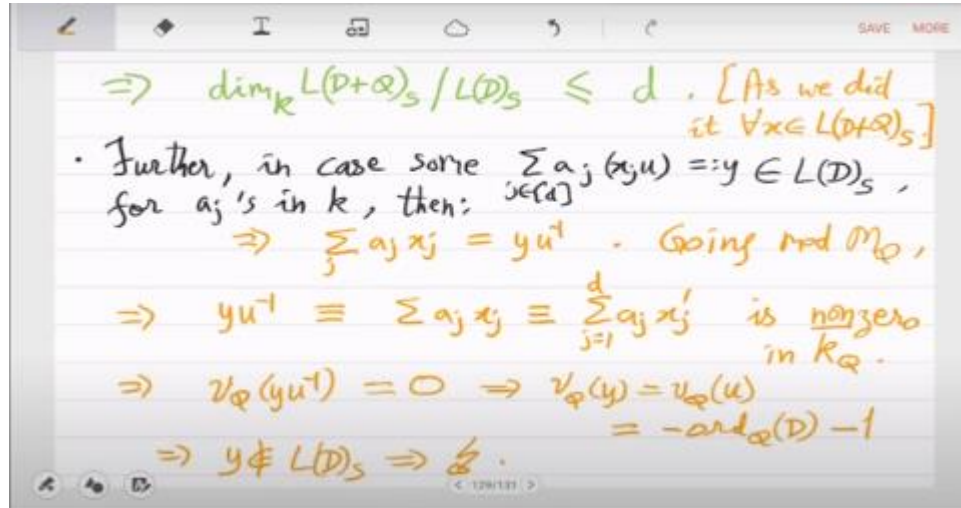 SAVE MORE
=> dim_k L(D+Q)_S / L(D)_S ≤ d . [As we did
it ∀x∈ L(D+Q)_S.]
· Further, in case some Σ_{j∈[d]} a_j (x_j u) =: y ∈ L(D)_S ,
for a_j's in k, then:
=> Σ_j a_j x_j = yu^{-1} . Going mod M_Q ,
=> yu^{-1} ≡ Σ a_j x_j ≡ Σ_{j=1}^{d} a_j x_j' is nonzero
in k_Q .
=> v_Q(yu^{-1}) = 0 => v_Q(y) = v_Q(u)
= -ord_Q(D) -1
=> y ∉ L(D)_S => ↯ .
< 129/131 >